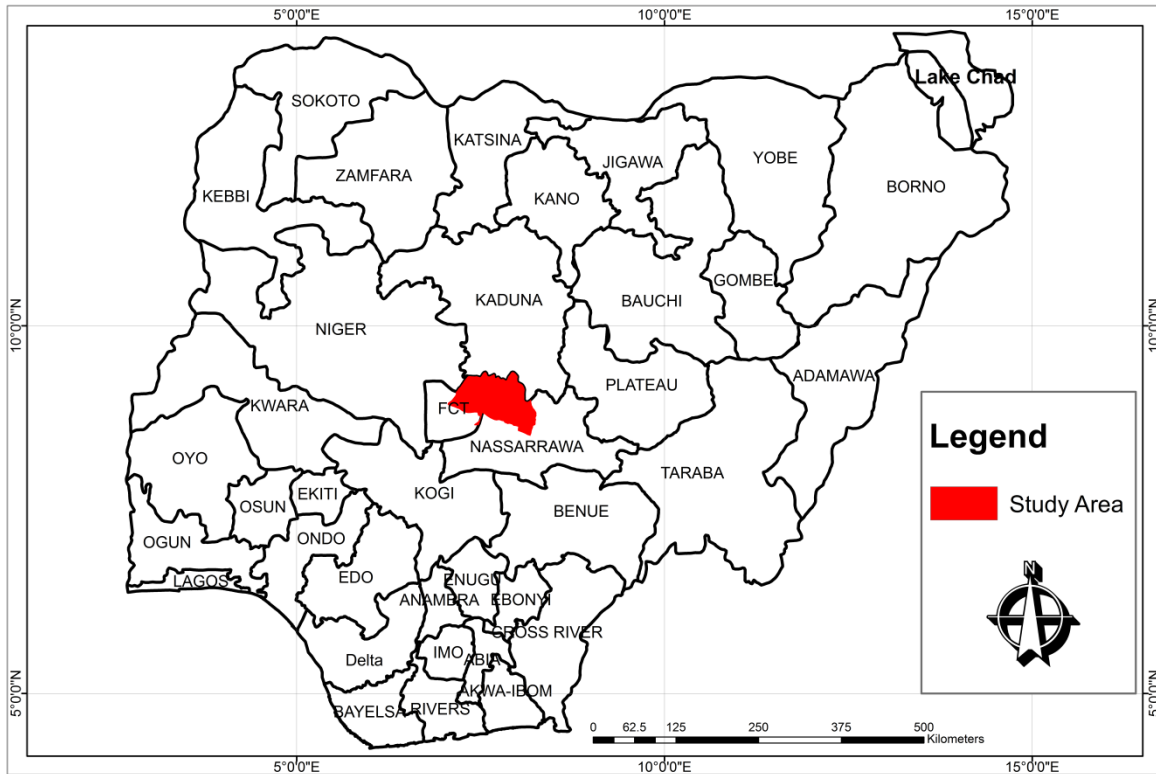 5°0'0"E 10°0'0"E 15°0'0"E
Lake Chad
SOKOTO
KATSINA
YOBE
JIGAWA
ZAMFARA
BORNO
KEBBI
KANO
GOMBE
KADUNA
BAUCHI
NIGER
10°0'0"N 10°0'0"N
ADAMAWA
PLATEAU
KWARA
FCT
NASSARRAWA
OYO
TARABA
EKITI
KOGI
OSUN
BENUE
OGUN
ONDO
LAGOS
EDO
ENUGU
ANAMBRA
EBONYI
CROSS RIVER
IMO
ABIA
Delta
AKWA-IBOM
BAYELSA
RIVERS
5°0'0"N 5°0'0"N
Legend
Study Area
N
0 62.5 125 250 375 500
Kilometers
5°0'0"E 10°0'0"E 15°0'0"E